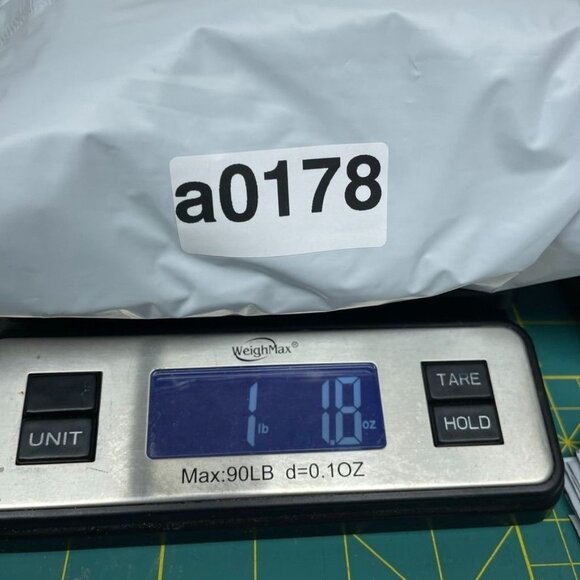 a0178
WeighMax®
UNIT
1 lb 1.8 oz
TARE
HOLD
Max:90LB d=0.1OZ